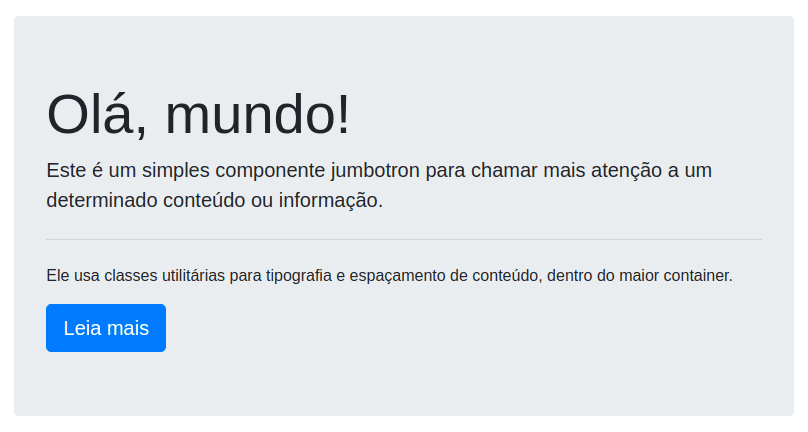 Olá, mundo!
Este é um simples componente jumbotron para chamar mais atenção a um
determinado conteúdo ou informação.
Ele usa classes utilitárias para tipografia e espaçamento de conteúdo, dentro do maior container.
Leia mais